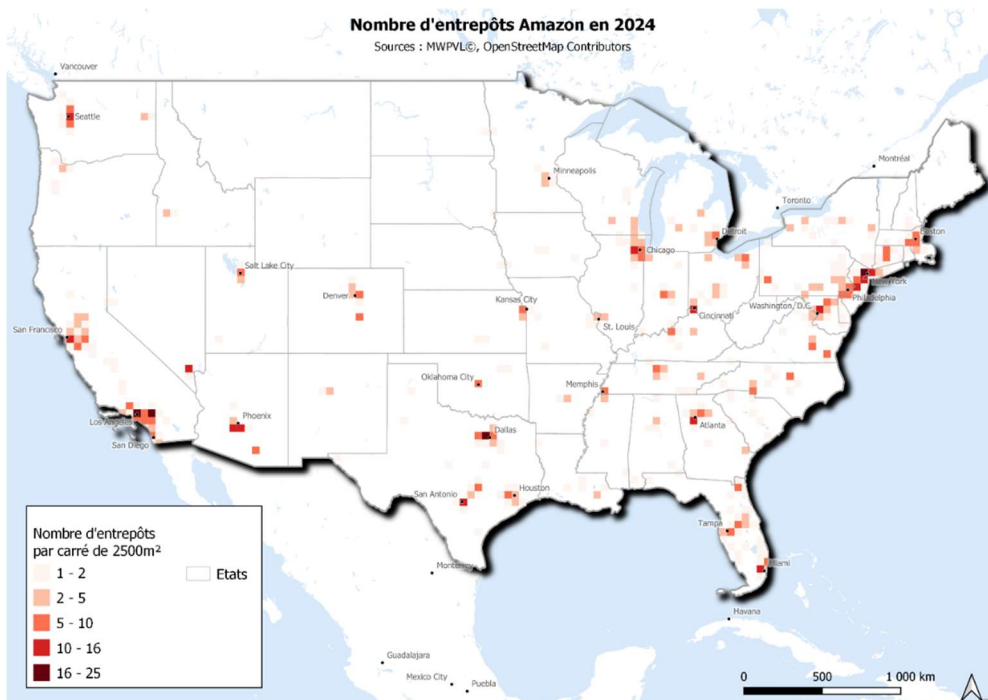 Nombre d'entrepôts Amazon en 2024
Sources : MWPVL©, OpenStreetMap Contributors
Vancouver
Seattle
Montréal
Minneapolis
Toronto
Boston
Detroit
Chicago
Salt Lake City
New York
Denver
Philadelphia
Kansas City
Washington, D.C.
Cincinnati
St. Louis
San Francisco
Oklahoma City
Memphis
Los Angeles
Phoenix
Atlanta
San Diego
Dallas
San Antonio
Houston
Tampa
Miami
Monterrey
Havana
Guadalajara
Mexico City
Puebla
Nombre d'entrepôts
par carré de 2500m²
1 - 2
2 - 5
5 - 10
10 - 16
16 - 25
Etats
0 500 1 000 km